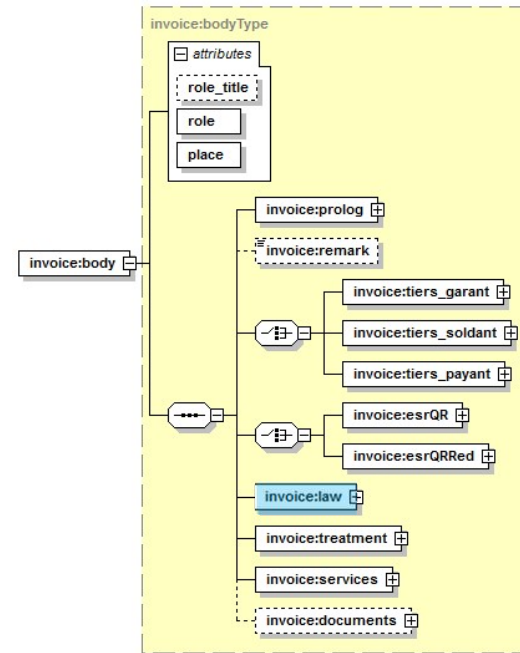 invoice:bodyType
attributes
role_title
role
place
invoice:prolog
invoice:remark
invoice:body
invoice:tiers_garant
invoice:tiers_soldant
invoice:tiers_payant
invoice:esrQR
invoice:esrQRRed
invoice:law
invoice:treatment
invoice:services
invoice:documents